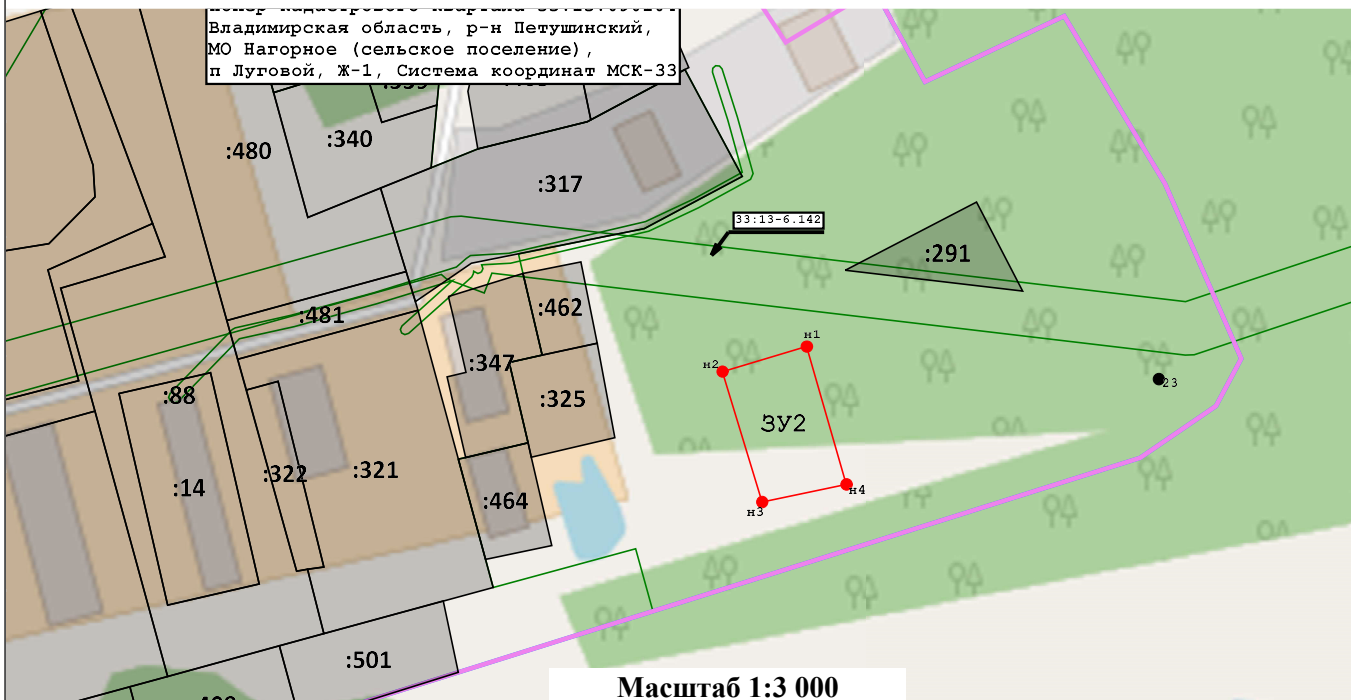 Владимирская область, р-н Петушинский,
МО Нагорное (сельское поселение),
п Луговой, Ж-1, Система координат МСК-33
:480
:340
:317
33:13-6.142
:291
:481
:462
:347
:325
:88
:14
:322
:321
:464
:501
н1
н2
ЗУ2
н3
н4
23
Масштаб 1:3 000